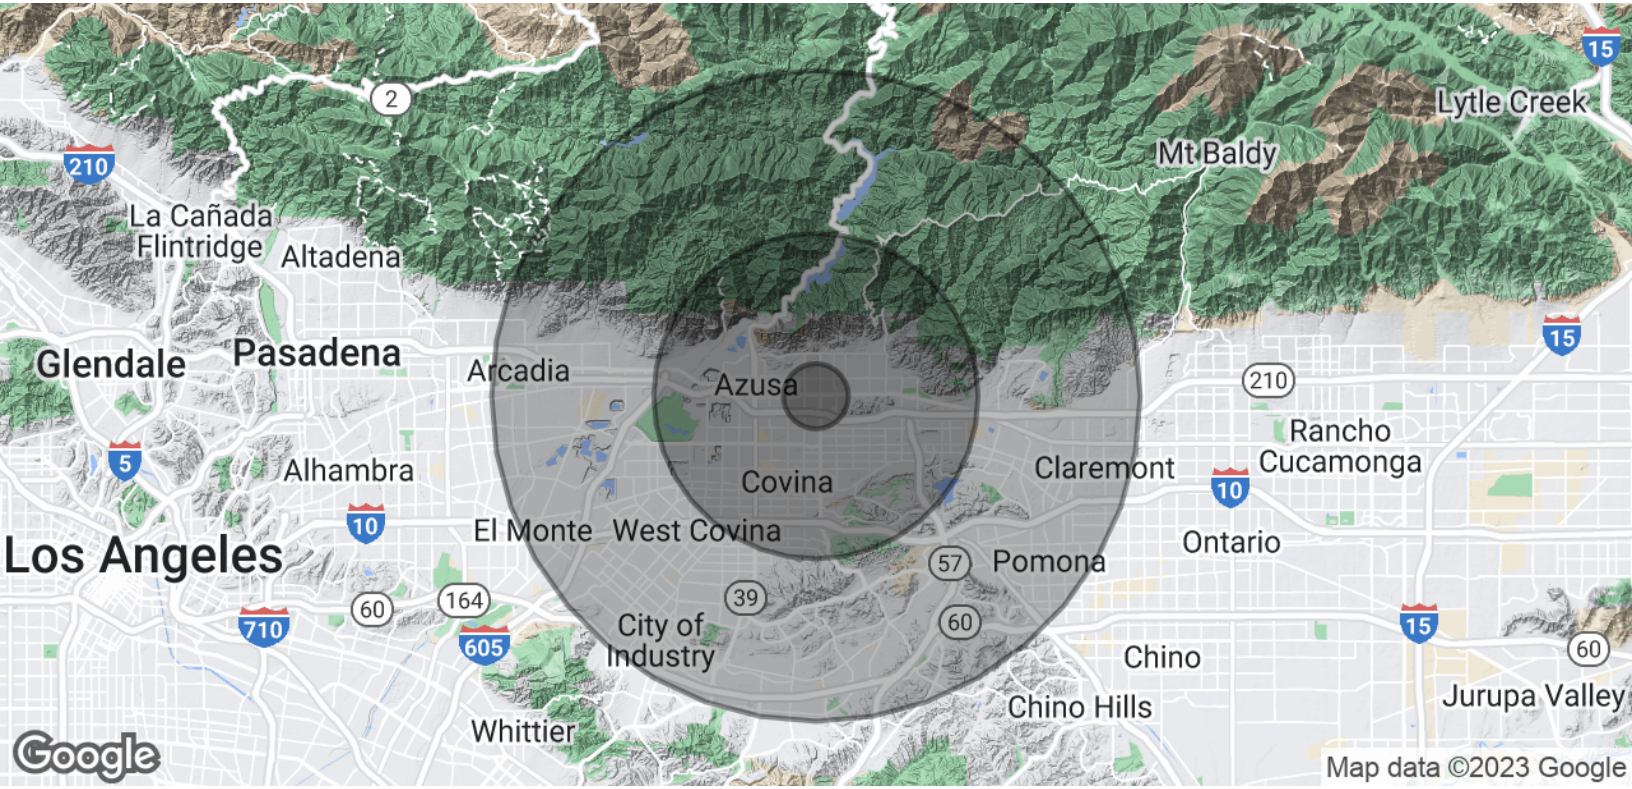 15
2
Lytle Creek
Mt Baldy
210
La Cañada
Flintridge
Altadena
15
Glendale
Pasadena
Arcadia
Azusa
210
Rancho
Cucamonga
5
Alhambra
Covina
Claremont
10
10
El Monte
West Covina
Los Angeles
Ontario
57
Pomona
60
164
39
710
605
City of
Industry
60
15
60
Chino
Jurupa Valley
Chino Hills
Whittier
Google
Map data ©2023 Google